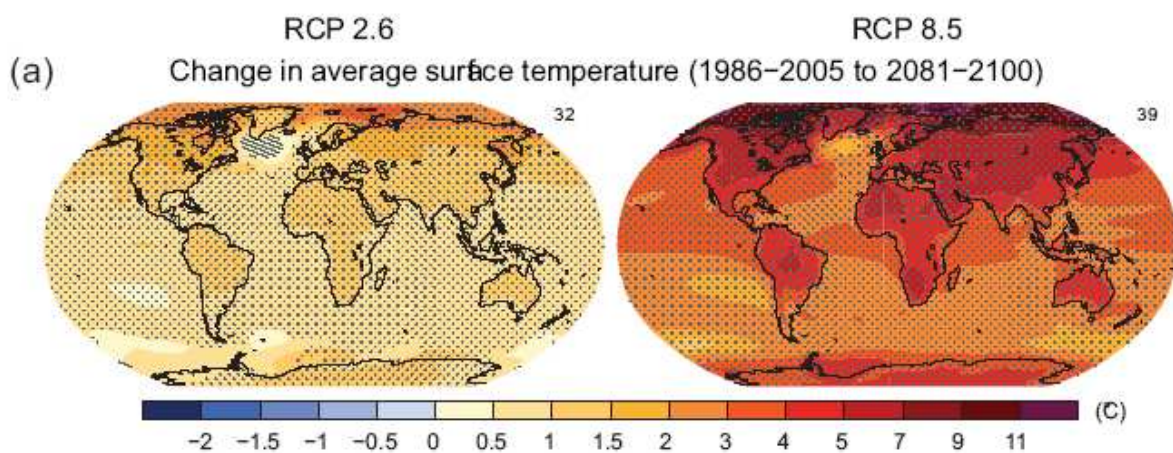 RCP 2.6 RCP 8.5
(a) Change in average surface temperature (1986−2005 to 2081−2100)
32 39
(C)
−2 −1.5 −1 −0.5 0 0.5 1 1.5 2 3 4 5 7 9 11